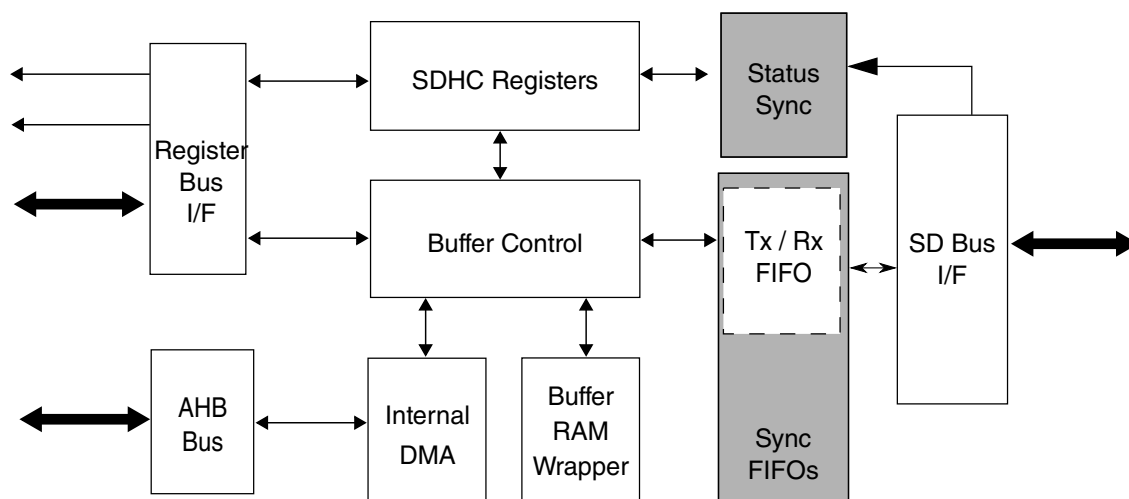 SDHC Registers
Status
Sync
Register
Bus
I/F
Buffer Control
Tx / Rx
FIFO
SD Bus
I/F
AHB
Bus
Internal
DMA
Buffer
RAM
Wrapper
Sync
FIFOs